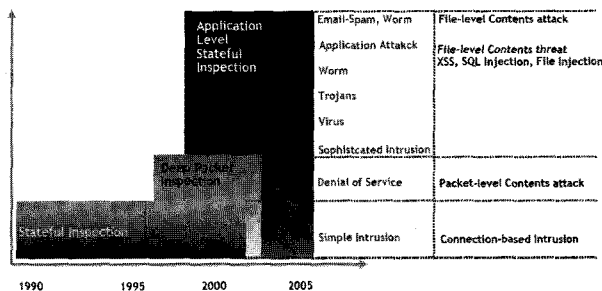 Application
Level
Stateful
Inspection
Email-Spam, Worm
File-level Contents attack
Application Attakck
File-level Contents threat
XSS, SQL Injection, File Injection
Worm
Trojans
Virus
Sophistcated Intrusion
Deep Packet
Inspection
Denial of Service
Packet-level Contents attack
Stateful Inspection
Simple Intrusion
Connection-based Intrusion
1990
1995
2000
2005